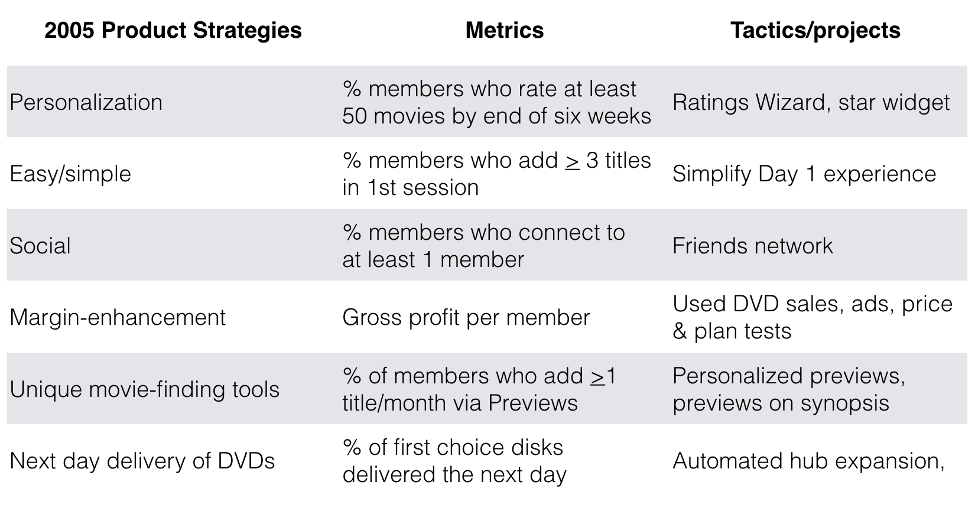 2005 Product Strategies
Metrics
Tactics/projects
Personalization
% members who rate at least
50 movies by end of six weeks
Ratings Wizard, star widget
Easy/simple
% members who add ≥ 3 titles
in 1st session
Simplify Day 1 experience
Social
% members who connect to
at least 1 member
Friends network
Margin-enhancement
Gross profit per member
Used DVD sales, ads, price
& plan tests
Unique movie-finding tools
% of members who add ≥1
title/month via Previews
Personalized previews,
previews on synopsis
Next day delivery of DVDs
% of first choice disks
delivered the next day
Automated hub expansion,